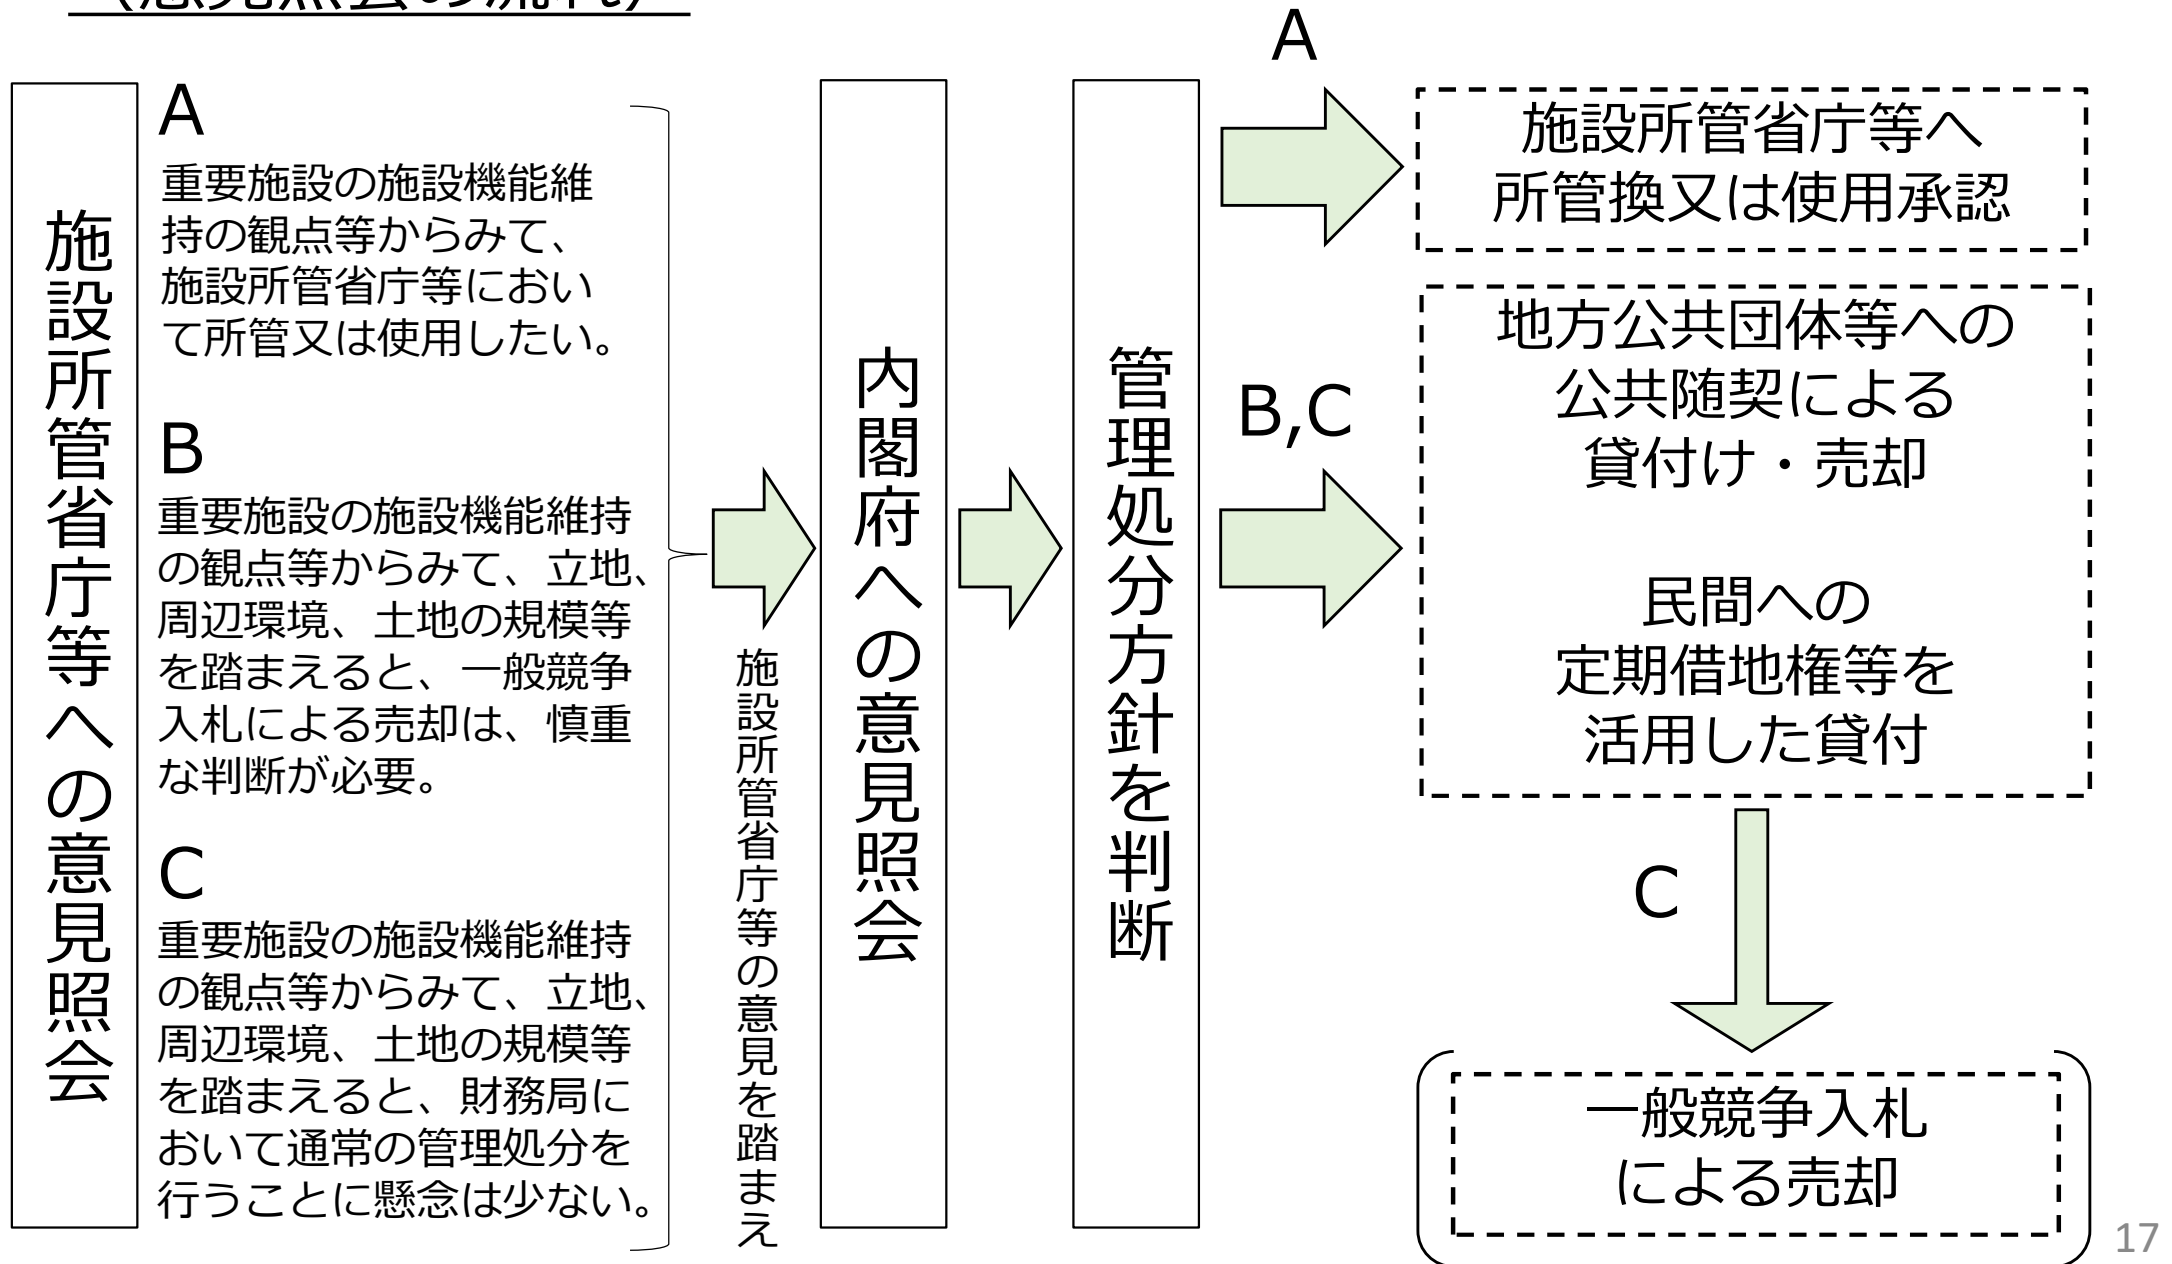 (意見照会の流れ)
施設所管省庁等への意見照会
A
重要施設の施設機能維
持の観点等からみて、
施設所管省庁等におい
て所管又は使用したい。
B
重要施設の施設機能維持
の観点等からみて、立地、
周辺環境、土地の規模等
を踏まえると、一般競争
入札による売却は、慎重
な判断が必要。
C
重要施設の施設機能維持
の観点等からみて、立地、
周辺環境、土地の規模等
を踏まえると、財務局に
おいて通常の管理処分を
行うことに懸念は少ない。
施設所管省庁等の意見を踏まえ
内閣府への意見照会
管理処分方針を判断
A
施設所管省庁等へ
所管換又は使用承認
B,C
地方公共団体等への
公共随契による
貸付け・売却
民間への
定期借地権等を
活用した貸付
C
一般競争入札
による売却
17